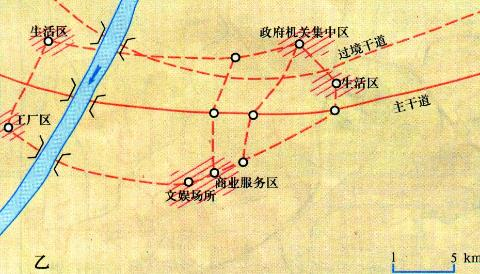 生活区
政府机关集中区
过境干道
生活区
主干道
工厂区
商业服务区
文娱场所
乙
1 5 km